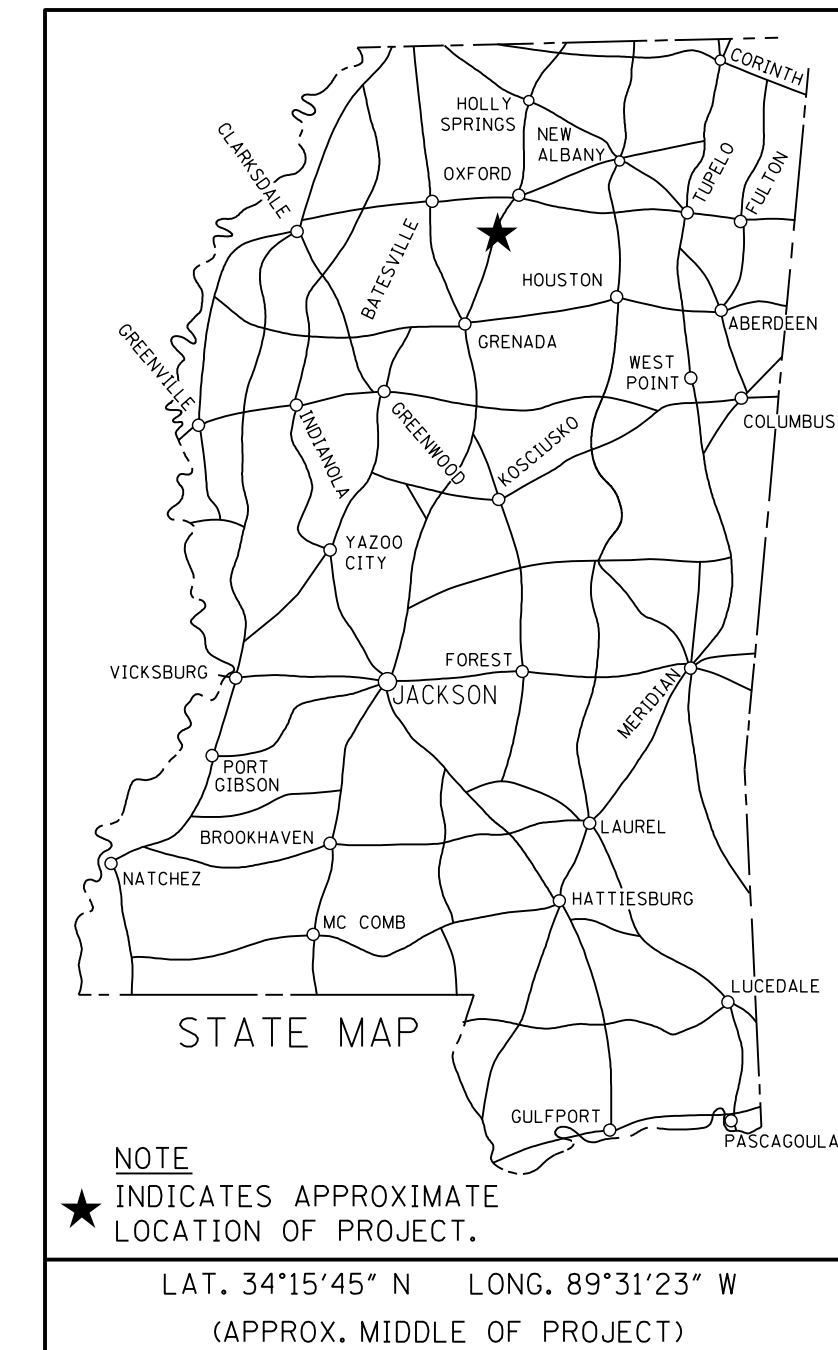 CORINTH
HOLLY
SPRINGS
NEW
ALBANY
CLARKSDALE
OXFORD
TUPELO
FULTON
BATESVILLE
HOUSTON
ABERDEEN
GREENVILLE
GRENADA
WEST
POINT
COLUMBUS
INDIANOLA
GREENWOOD
KOSCIUSKO
YAZOO
CITY
VICKSBURG
FOREST
JACKSON
MERIDIAN
PORT
GIBSON
BROOKHAVEN
LAUREL
NATCHEZ
HATTIESBURG
MC COMB
LUCEDALE
STATE MAP
GULFPORT
PASCAGOULA
NOTE
INDICATES APPROXIMATE
LOCATION OF PROJECT.
LAT. 34°15'45" N LONG. 89°31'23" W
(APPROX. MIDDLE OF PROJECT)